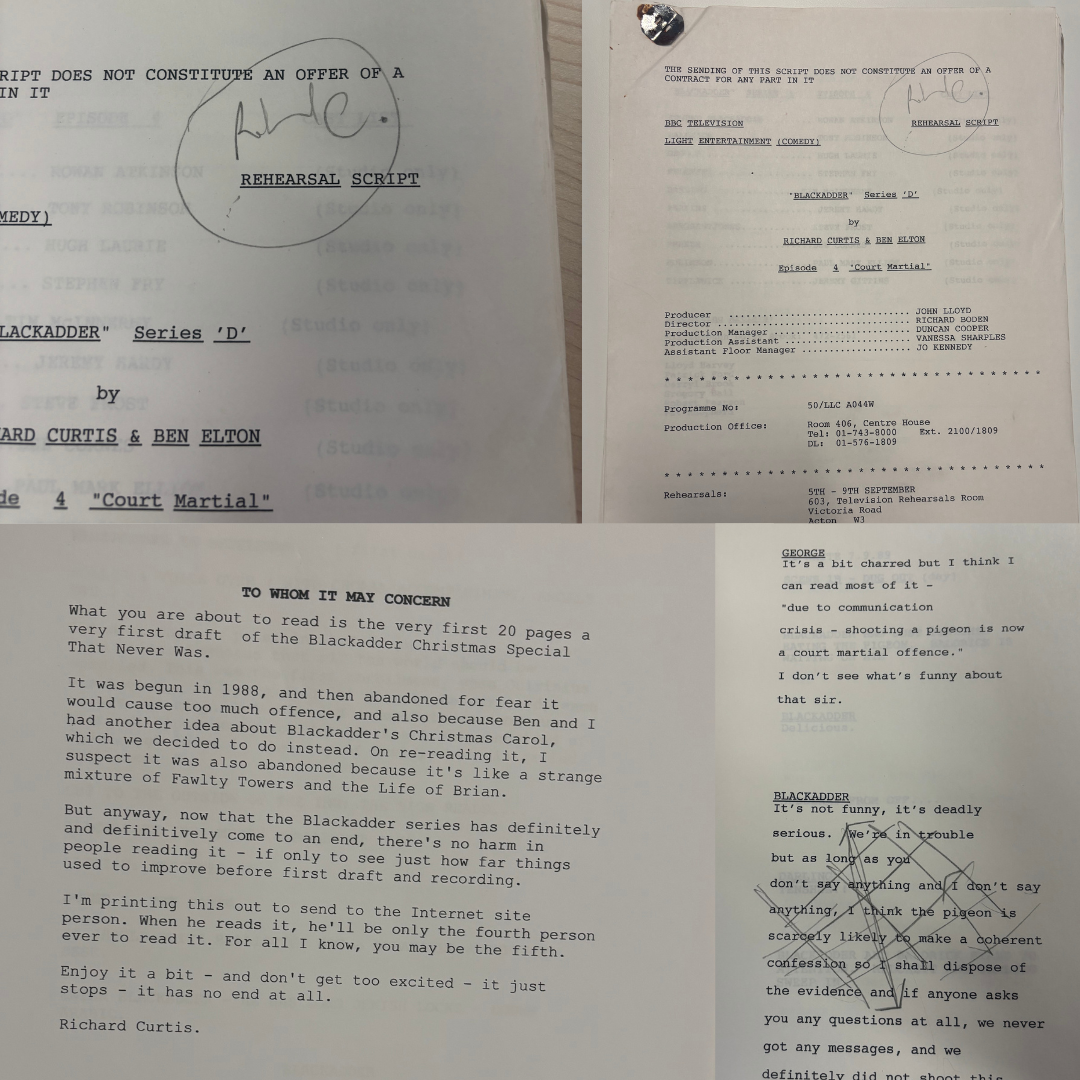 RIPT DOES NOT CONSTITUTE AN OFFER OF A
IN IT
REHEARSAL SCRIPT
MEDY)
LACKADDER" Series 'D'
by
ARD CURTIS & BEN ELTON
de 4 "Court Martial"
THE SENDING OF THIS SCRIPT DOES NOT CONSTITUTE AN OFFER OF A
CONTRACT FOR ANY PART IN IT
BBC TELEVISION REHEARSAL SCRIPT
LIGHT ENTERTAINMENT (COMEDY)
"BLACKADDER" Series 'D'
by
RICHARD CURTIS & BEN ELTON
Episode 4 "Court Martial"
Producer ............................... JOHN LLOYD
Director ................................. RICHARD BODEN
Production Manager ....................... DUNCAN COOPER
Production Assistant ..................... VANESSA SHARPLES
Assistant Floor Manager .................. JO KENNEDY
* * * * * * * * * * * * * * * * * * * * * * * * * * * * * * * * *
Programme No: 50/LLC A044W
Production Office: Room 406, Centre House
Tel: 01-743-8000 Ext. 2100/1809
DL: 01-576-1809
* * * * * * * * * * * * * * * * * * * * * * * * * * * * * * * * *
Rehearsals: 5TH - 9TH SEPTEMBER
603, Television Rehearsals Room
Victoria Road
Acton W3
TO WHOM IT MAY CONCERN
What you are about to read is the very first 20 pages a
very first draft of the Blackadder Christmas Special
That Never Was.
It was begun in 1988, and then abandoned for fear it
would cause too much offence, and also because Ben and I
had another idea about Blackadder's Christmas Carol,
which we decided to do instead. On re-reading it, I
suspect it was also abandoned because it's like a strange
mixture of Fawlty Towers and the Life of Brian.
But anyway, now that the Blackadder series has definitely
and definitively come to an end, there's no harm in
people reading it - if only to see just how far things
used to improve before first draft and recording.
I'm printing this out to send to the Internet site
person. When he reads it, he'll be only the fourth person
ever to read it. For all I know, you may be the fifth.
Enjoy it a bit - and don't get too excited - it just
stops - it has no end at all.
Richard Curtis.
GEORGE
It's a bit charred but I think I
can read most of it -
"due to communication
crisis - shooting a pigeon is now
a court martial offence."
I don't see what's funny about
that sir.
BLACKADDER
It's not funny, it's deadly
serious. We're in trouble
but as long as you
don't say anything and I don't say
anything, I think the pigeon is
scarcely likely to make a coherent
confession so I shall dispose of
the evidence and if anyone asks
you any questions at all, we never
got any messages, and we
definitely did not shoot this